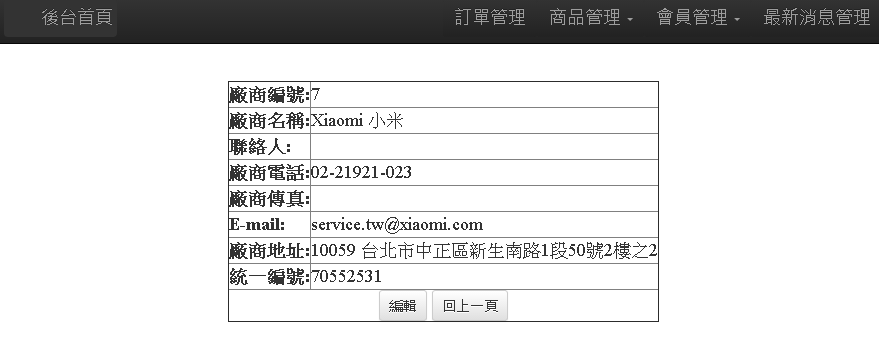 後台首頁 訂單管理 商品管理 會員管理 最新消息管理
廠商編號:7
廠商名稱:Xiaomi 小米
聯絡人:
廠商電話:02-21921-023
廠商傳真:
E-mail: service.tw@xiaomi.com
廠商地址:10059 台北市中正區新生南路1段50號2樓之2
統一編號:70552531
編輯 回上一頁